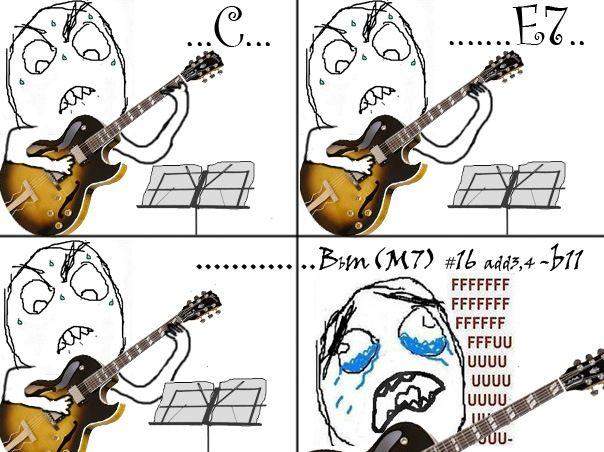 ...C...
.......E7..
...............Bbm (M7) #16 add3,4 -b11
FFFFFFF
FFFFFFF
FFFFFF
FFFUU
UUUU
UUUU
UUUU
UUU-